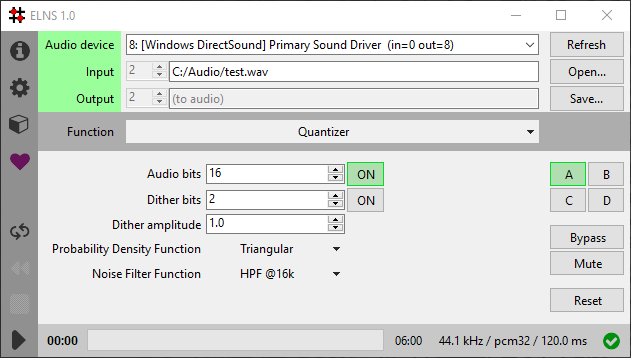 ELNS 1.0
Audio device 8: [Windows DirectSound] Primary Sound Driver (in=0 out=8) Refresh
Input 2 C:/Audio/test.wav Open...
Output 2 (to audio) Save...
Function Quantizer
Audio bits 16 ON A B
Dither bits 2 ON C D
Dither amplitude 1.0
Bypass
Probability Density Function Triangular
Mute
Noise Filter Function HPF @16k
Reset
00:00 06:00 44.1 kHz / pcm32 / 120.0 ms